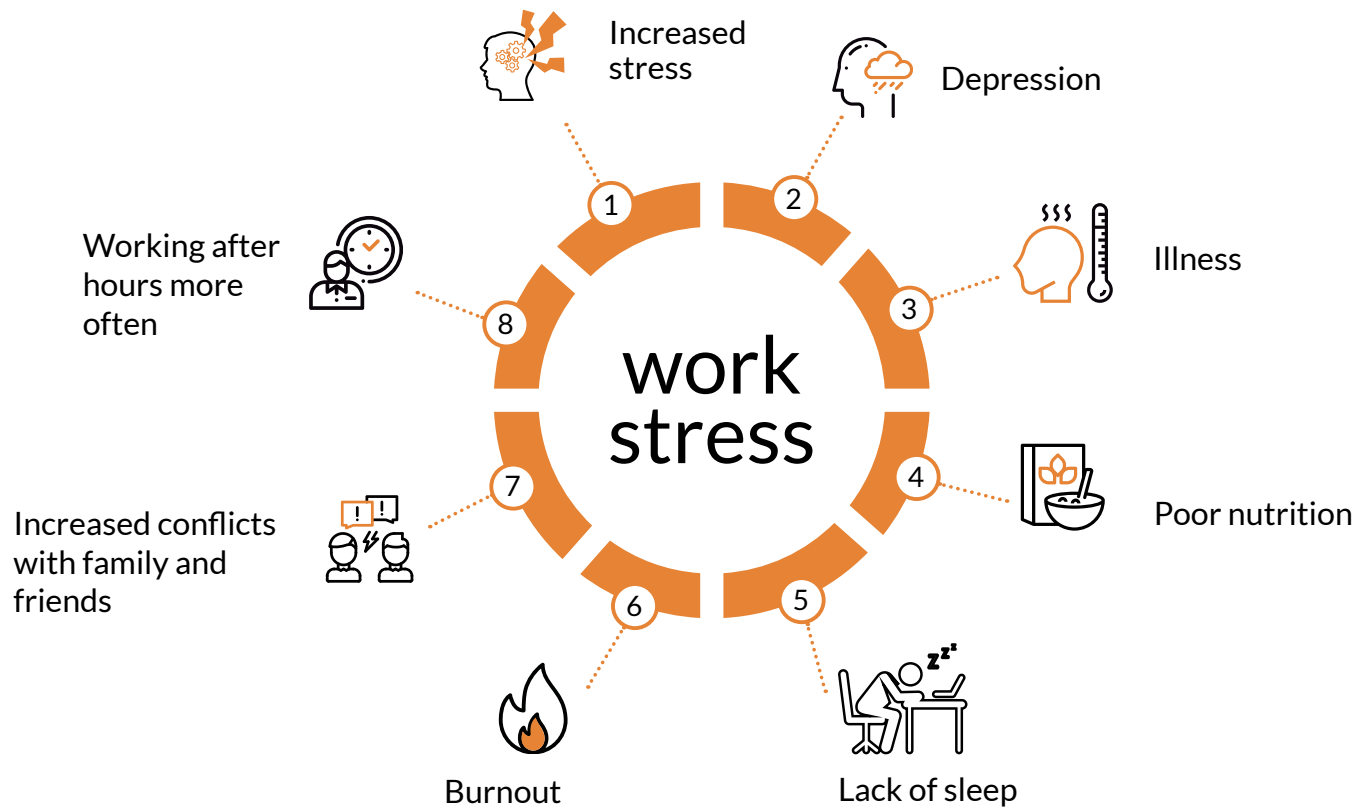 Increased
stress
1
2
Depression
3
Illness
4
Poor nutrition
5
Lack of sleep
6
Burnout
7
Increased conflicts
with family and
friends
8
Working after
hours more
often
work
stress
! !
z z z